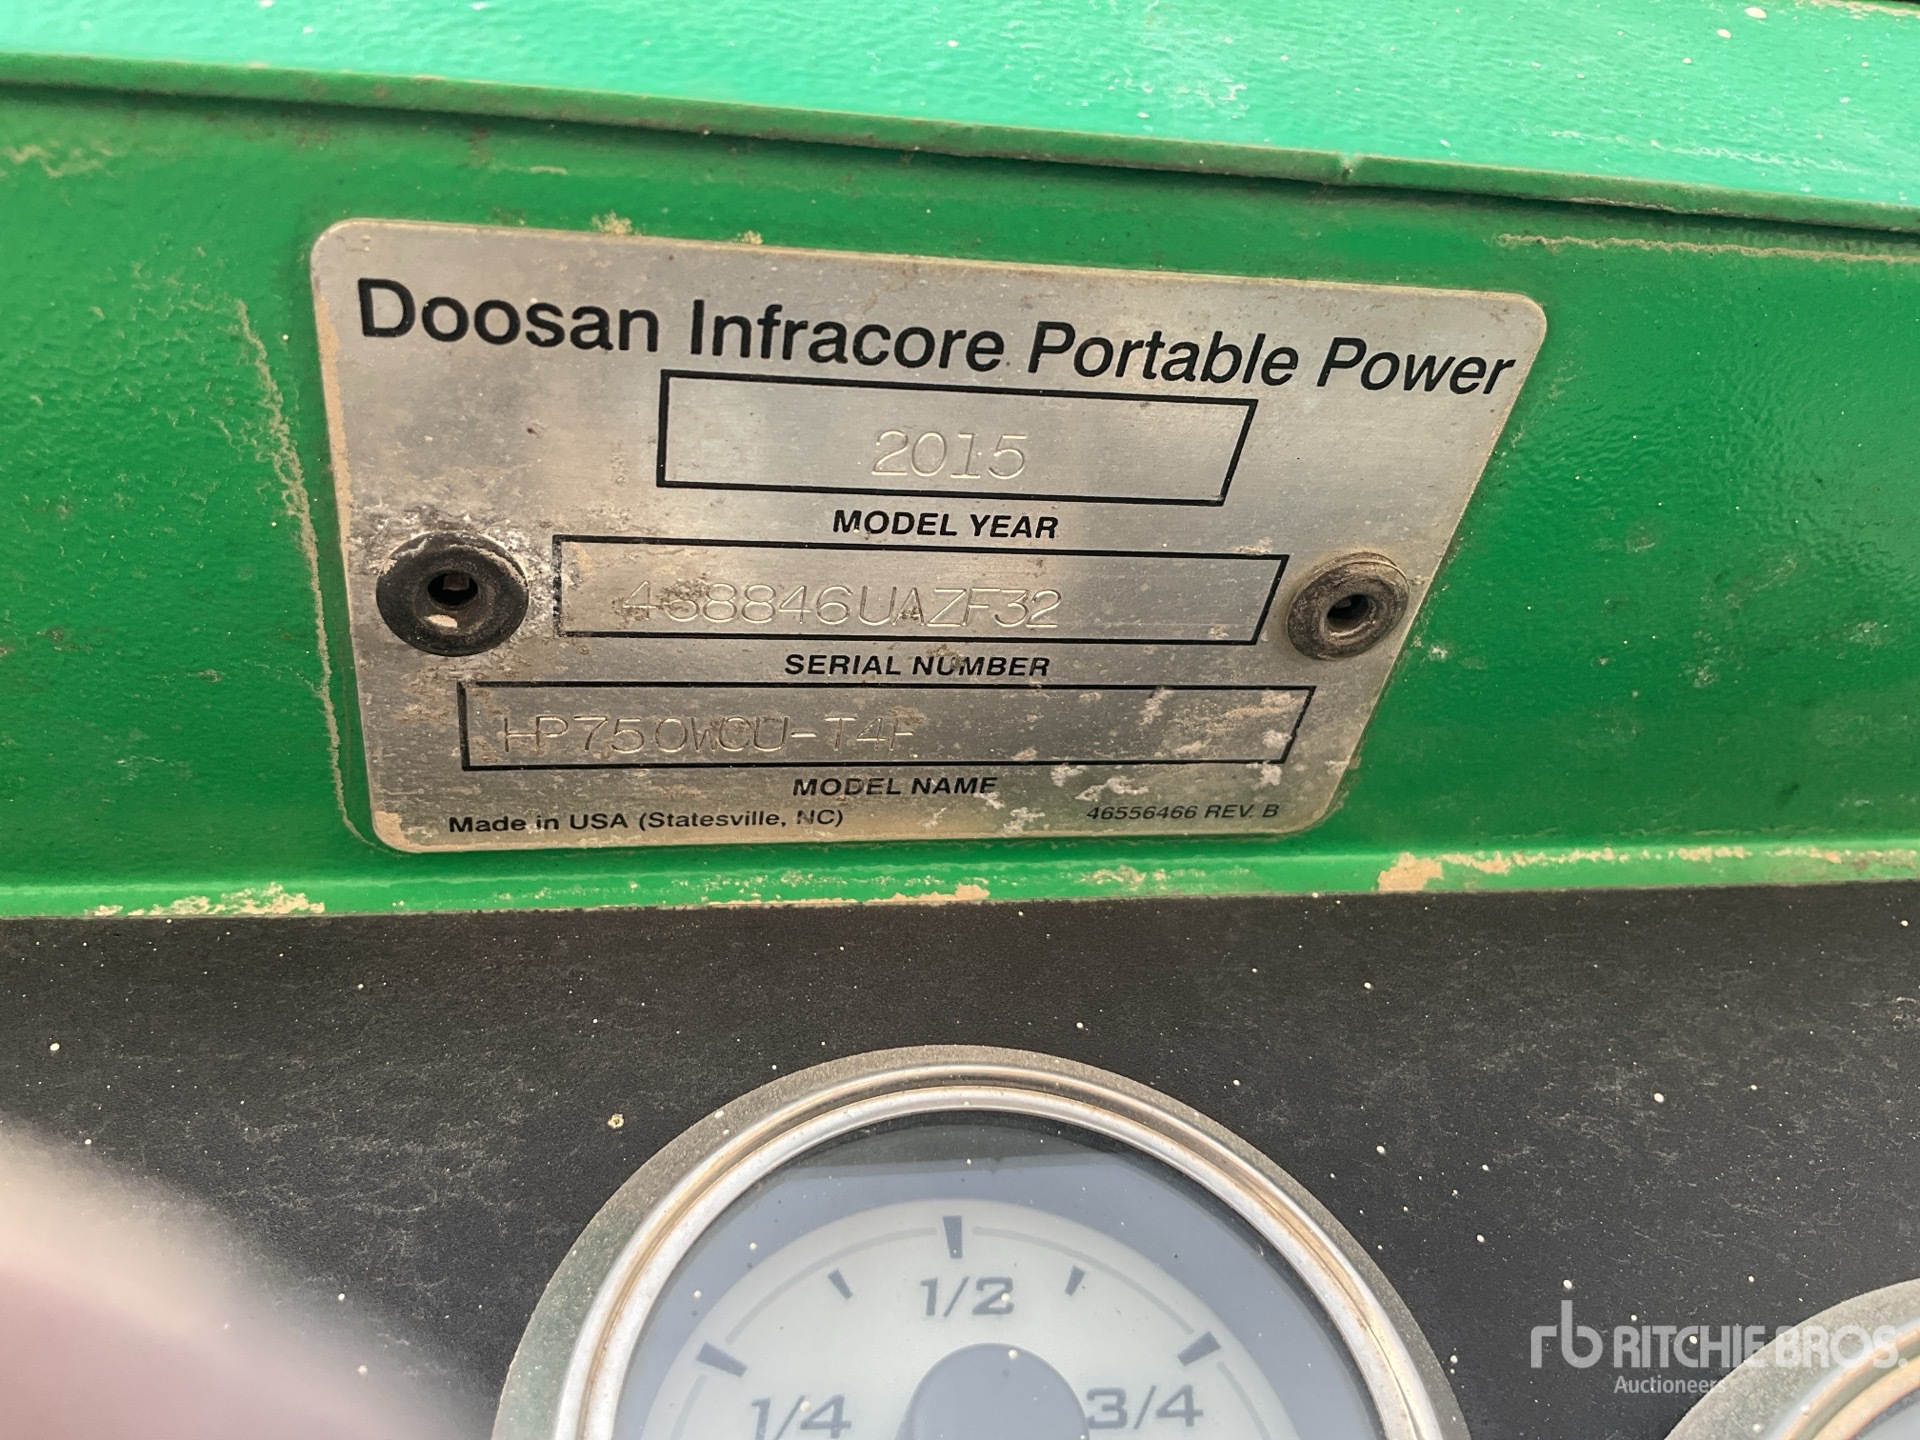 Doosan Infracore Portable Power
2015
MODEL YEAR
468846UAZF32
SERIAL NUMBER
HP750WCU-T4F
MODEL NAME
Made in USA (Statesville, NC)
46556466 REV. B
1/2
1/4
3/4
rb RITCHIE BROS.
Auctioneers